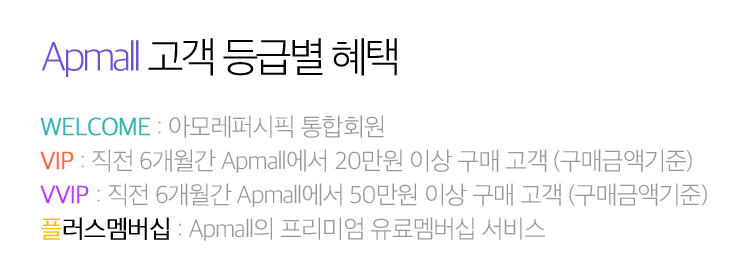 Apmall 고객 등급별 혜택
WELCOME : 아모레퍼시픽 통합회원
VIP : 직전 6개월간 Apmall에서 20만원 이상 구매 고객 (구매금액기준)
VVIP : 직전 6개월간 Apmall에서 50만원 이상 구매 고객 (구매금액기준)
플러스멤버십 : Apmall의 프리미엄 유료멤버십 서비스